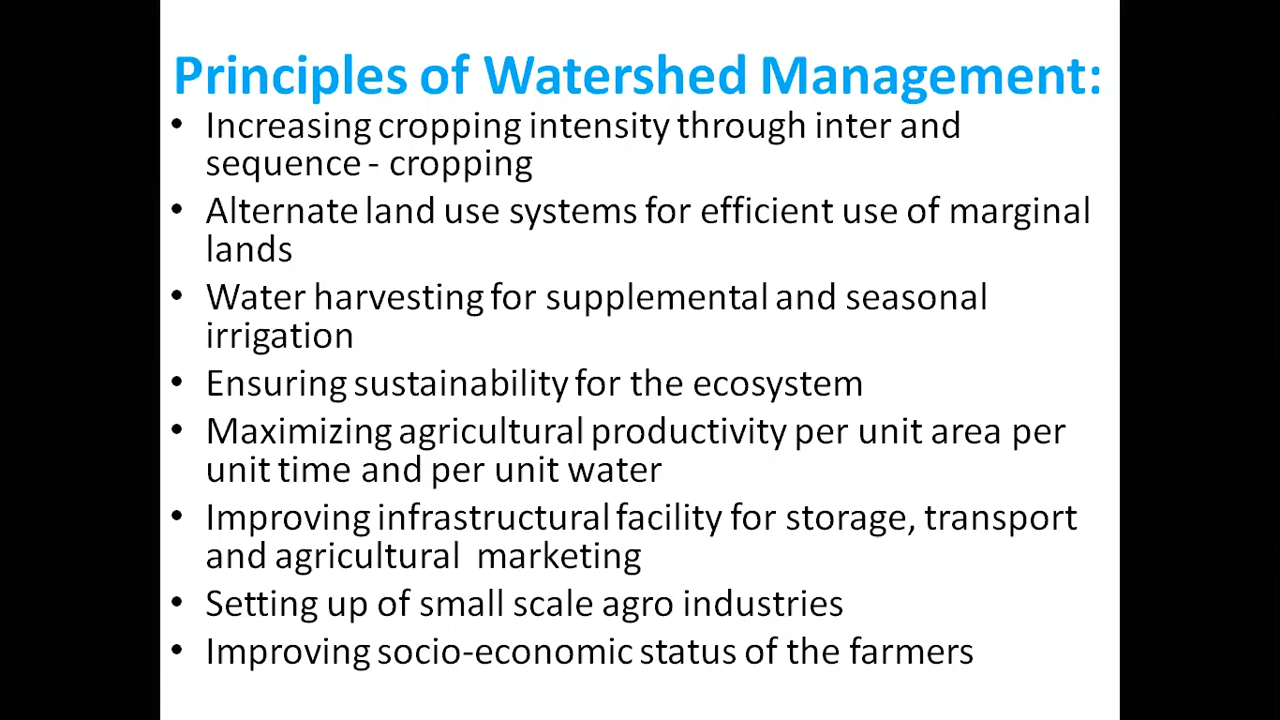 Principles of Watershed Management:
• Increasing cropping intensity through inter and
sequence - cropping
• Alternate land use systems for efficient use of marginal
lands
• Water harvesting for supplemental and seasonal
irrigation
• Ensuring sustainability for the ecosystem
• Maximizing agricultural productivity per unit area per
unit time and per unit water
• Improving infrastructural facility for storage, transport
and agricultural  marketing
• Setting up of small scale agro industries
• Improving socio-economic status of the farmers